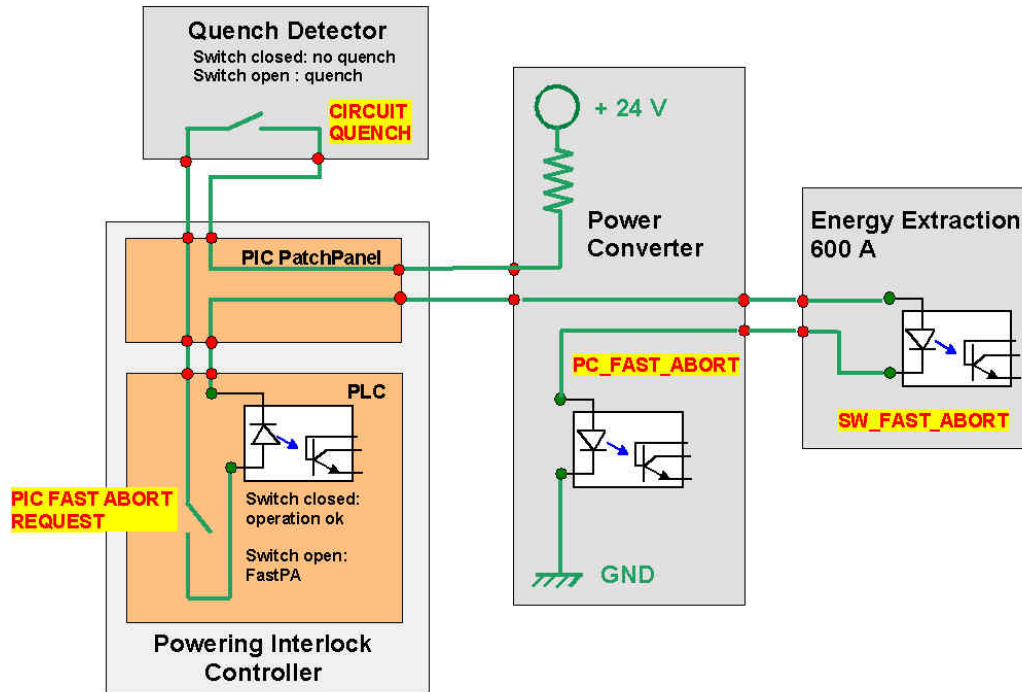 Quench Detector
Switch closed: no quench
Switch open : quench
CIRCUIT
QUENCH
+ 24 V
Power
Converter
Energy Extraction
600 A
PIC PatchPanel
PC_FAST_ABORT
SW_FAST_ABORT
PLC
PIC FAST ABORT
REQUEST
Switch closed:
operation ok
Switch open:
FastPA
GND
Powering Interlock
Controller